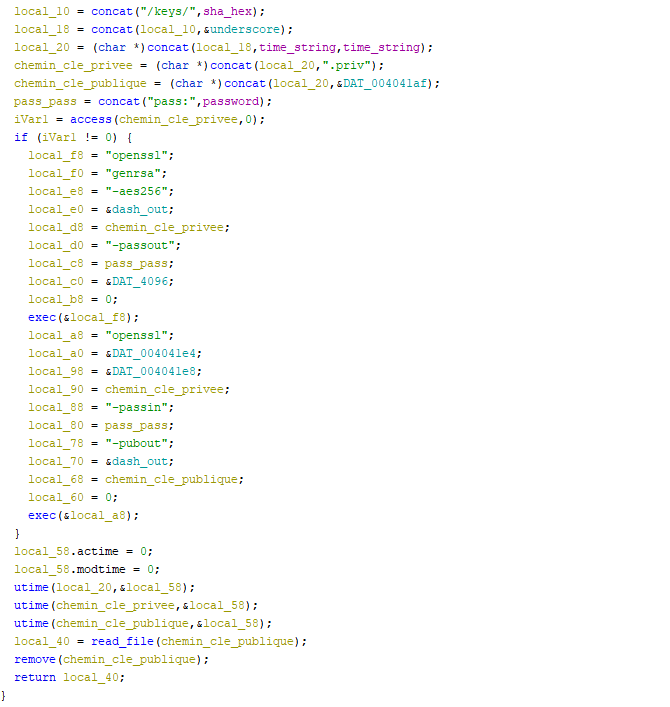 local_10 = concat("/keys/",sha_hex);
local_18 = concat(local_10,&underscore);
local_20 = (char *)concat(local_18,time_string,time_string);
chemin_cle_privee = (char *)concat(local_20,".priv");
chemin_cle_publique = (char *)concat(local_20,&DAT_004041af);
pass_pass = concat("pass:",password);
iVar1 = access(chemin_cle_privee,0);
if (iVar1 != 0) {
local_f8 = "openssl";
local_f0 = "genrsa";
local_e8 = "-aes256";
local_e0 = &dash_out;
local_d8 = chemin_cle_privee;
local_d0 = "-passout";
local_c8 = pass_pass;
local_c0 = &DAT_4096;
local_b8 = 0;
exec(&local_f8);
local_a8 = "openssl";
local_a0 = &DAT_004041e4;
local_98 = &DAT_004041e8;
local_90 = chemin_cle_privee;
local_88 = "-passin";
local_80 = pass_pass;
local_78 = "-pubout";
local_70 = &dash_out;
local_68 = chemin_cle_publique;
local_60 = 0;
exec(&local_a8);
}
local_58.actime = 0;
local_58.modtime = 0;
utime(local_20,&local_58);
utime(chemin_cle_privee,&local_58);
utime(chemin_cle_publique,&local_58);
local_40 = read_file(chemin_cle_publique);
remove(chemin_cle_publique);
return local_40;
}